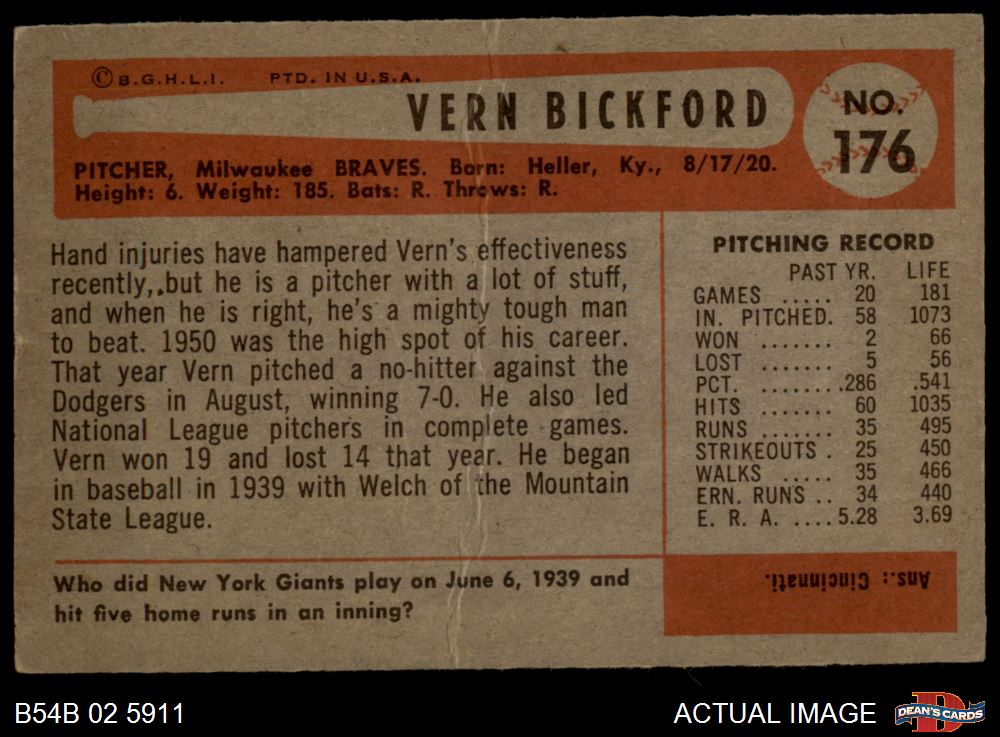 ©B.G.H.L.I. PTD. IN U.S.A.
VERN BICKFORD
NO.
176
PITCHER, Milwaukee BRAVES. Born: Heller, Ky., 8/17/20.
Height: 6. Weight: 185. Bats: R. Throws: R.
Hand injuries have hampered Vern's effectiveness
recently, but he is a pitcher with a lot of stuff,
and when he is right, he's a mighty tough man
to beat. 1950 was the high spot of his career.
That year Vern pitched a no-hitter against the
Dodgers in August, winning 7-0. He also led
National League pitchers in complete games.
Vern won 19 and lost 14 that year. He began
in baseball in 1939 with Welch of the Mountain
State League.
PITCHING RECORD
PAST YR. LIFE
GAMES ..... 20 181
IN. PITCHED. 58 1073
WON ....... 2 66
LOST ....... 5 56
PCT. ........286 .541
HITS ....... 60 1035
RUNS ....... 35 495
STRIKEOUTS . 25 450
WALKS ..... 35 466
ERN. RUNS .. 34 440
E. R. A. ....5.28 3.69
Who did New York Giants play on June 6, 1939 and
hit five home runs in an inning?
Ans.: Cincinnati.
B54B 02 5911
ACTUAL IMAGE
DEAN'S CARDS